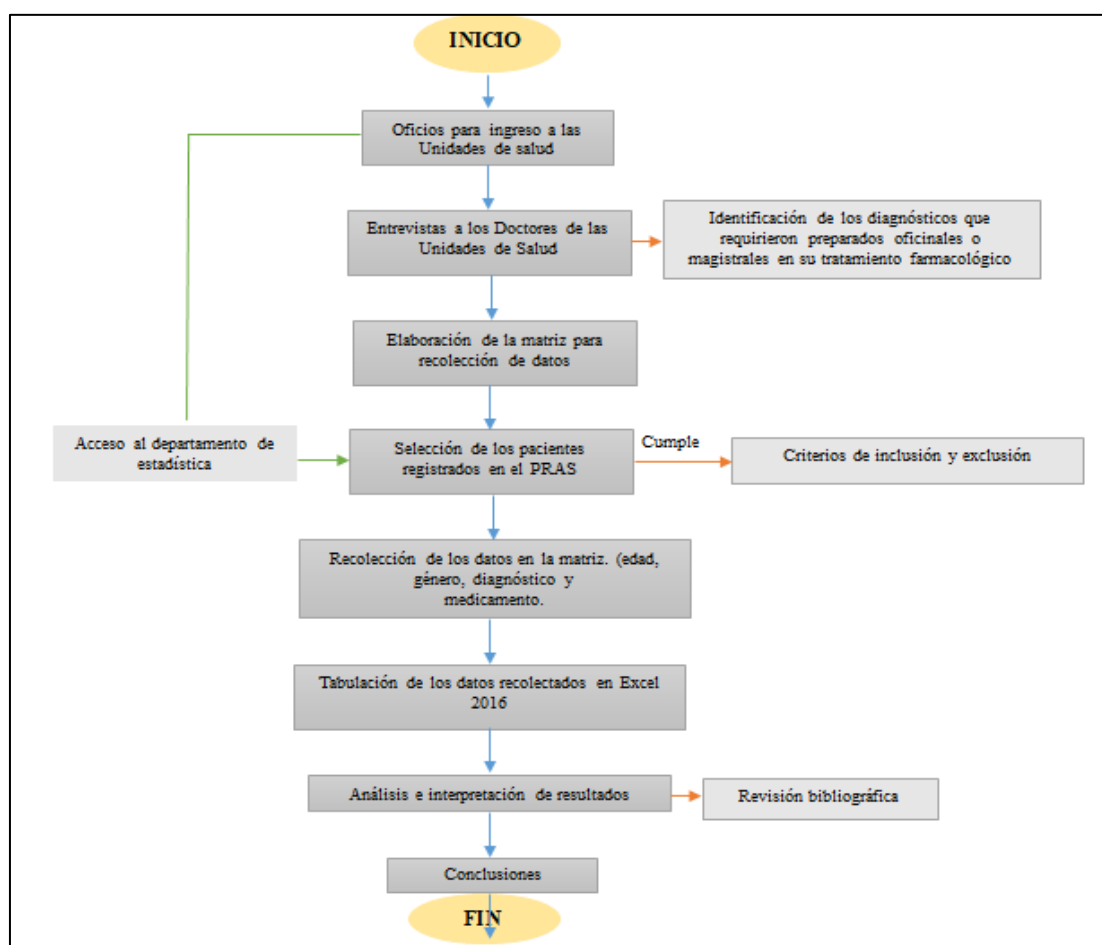 INICIO
Oficios para ingreso a las
Unidades de salud
Entrevistas a los Doctores de las
Unidades de Salud
Identificación de los diagnósticos que
requirieron preparados oficinales o
magistrales en su tratamiento farmacológico
Elaboración de la matriz para
recolección de datos
Acceso al departamento de
estadística
Selección de los pacientes
registrados en el PRAS
Cumple
Criterios de inclusión y exclusión
Recolección de los datos en la matriz. (edad,
género, diagnóstico y
medicamento.
Tabulación de los datos recolectados en Excel
2016
Análisis e interpretación de resultados
Revisión bibliográfica
Conclusiones
FIN